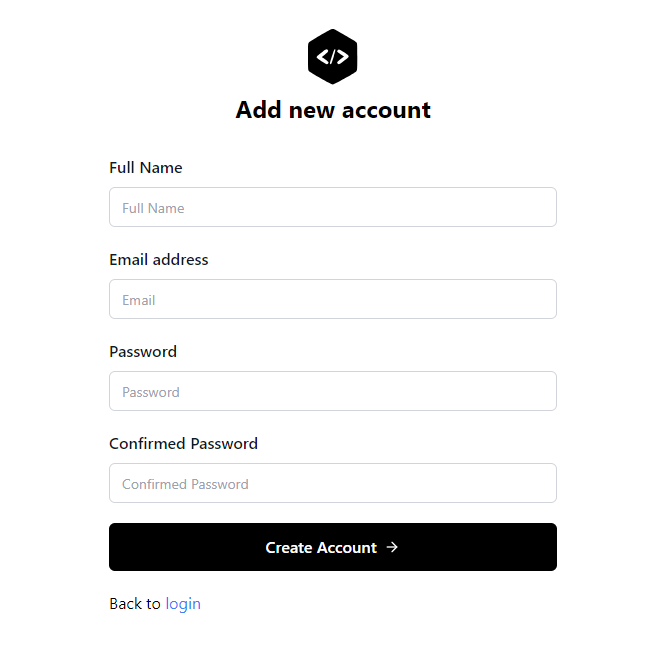 </>
Add new account
Full Name
Full Name
Email address
Email
Password
Password
Confirmed Password
Confirmed Password
Create Account →
Back to login